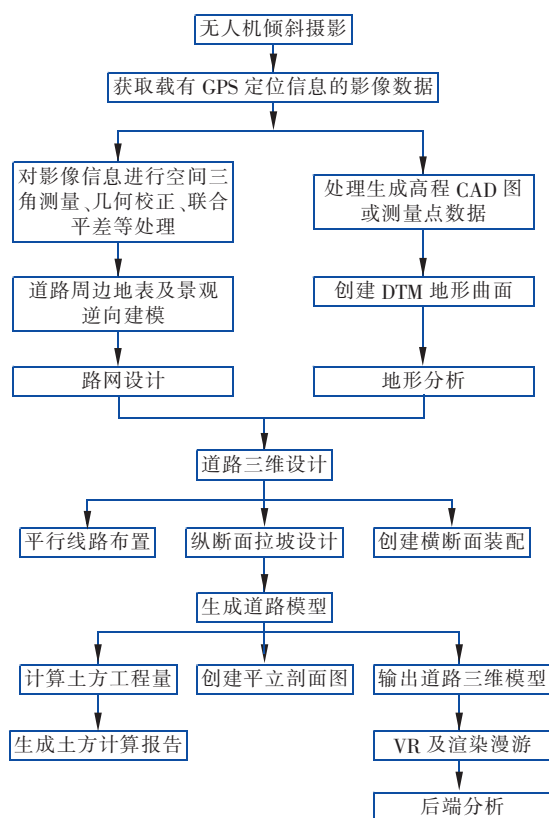 无人机倾斜摄影
获取载有 GPS 定位信息的影像数据
对影像信息进行空间三
角测量、几何校正、联合
平差等处理
处理生成高程 CAD 图
或测量点数据
道路周边地表及景观
逆向建模
创建 DTM 地形曲面
路网设计
地形分析
道路三维设计
平行线路布置
纵断面拉坡设计
创建横断面装配
生成道路模型
计算土方工程量
创建平立剖面图
输出道路三维模型
生成土方计算报告
VR 及渲染漫游
后端分析